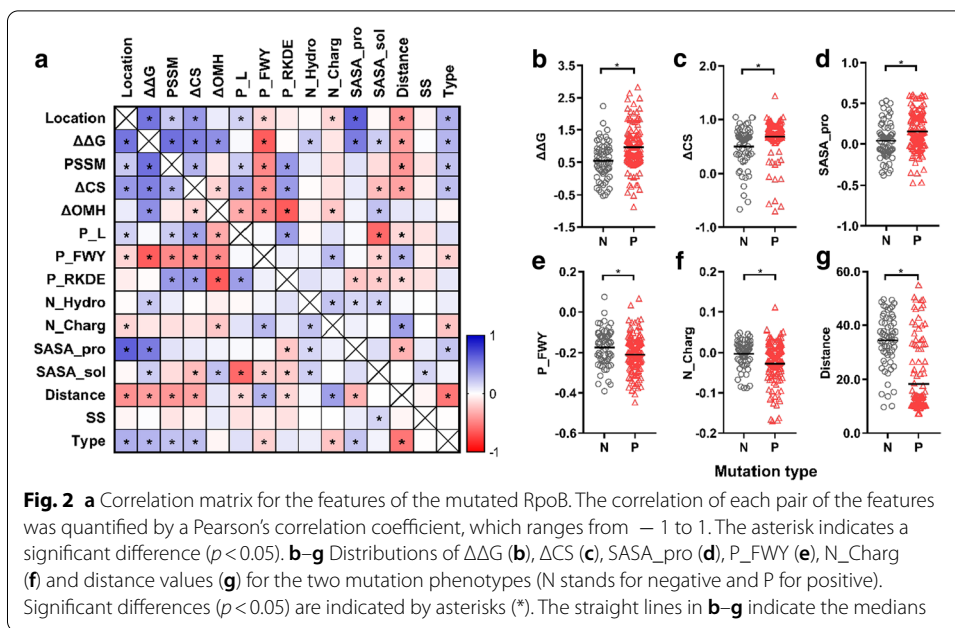 a
Location
ΔΔG
PSSM
ΔCS
ΔOMH
P_L
P_FWY
P_RKDE
N_Hydro
N_Charg
SASA_pro
SASA_sol
Distance
SS
Type
Location
* * * * * * * * *
ΔΔG
* * * * * * * * * *
PSSM
* * * * * * * *
ΔCS
* * * * * * * * * *
ΔOMH
* * * * * * *
P_L
* * * * * * *
P_FWY
* * * * * * * *
P_RKDE
* * * * * * *
N_Hydro
* * * *
N_Charg
* * * * * *
SASA_pro
* * * * * *
SASA_sol
* * * * * * *
Distance
* * * * * * * * * *
SS
*
Type
* * * * * * * *
1
0
-1
b
ΔΔG
3.5
2.5
1.5
0.5
-0.5
-1.5
*
N P
c
ΔCS
2.0
1.0
0.0
-1.0
*
N P
d
SASA_pro
1.0
0.5
0.0
-0.5
-1.0
*
N P
e
P_FWY
0.2
0.0
-0.2
-0.4
-0.6
*
N P
f
N_Charg
0.2
0.1
0.0
-0.1
-0.2
*
N P
g
Distance
60.0
40.0
20.0
0.0
*
N P
Mutation type
Fig. 2 a Correlation matrix for the features of the mutated RpoB. The correlation of each pair of the features
was quantified by a Pearson's correlation coefficient, which ranges from − 1 to 1. The asterisk indicates a
significant difference (p < 0.05). b–g Distributions of ΔΔG (b), ΔCS (c), SASA_pro (d), P_FWY (e), N_Charg
(f) and distance values (g) for the two mutation phenotypes (N stands for negative and P for positive).
Significant differences (p < 0.05) are indicated by asterisks (*). The straight lines in b–g indicate the medians